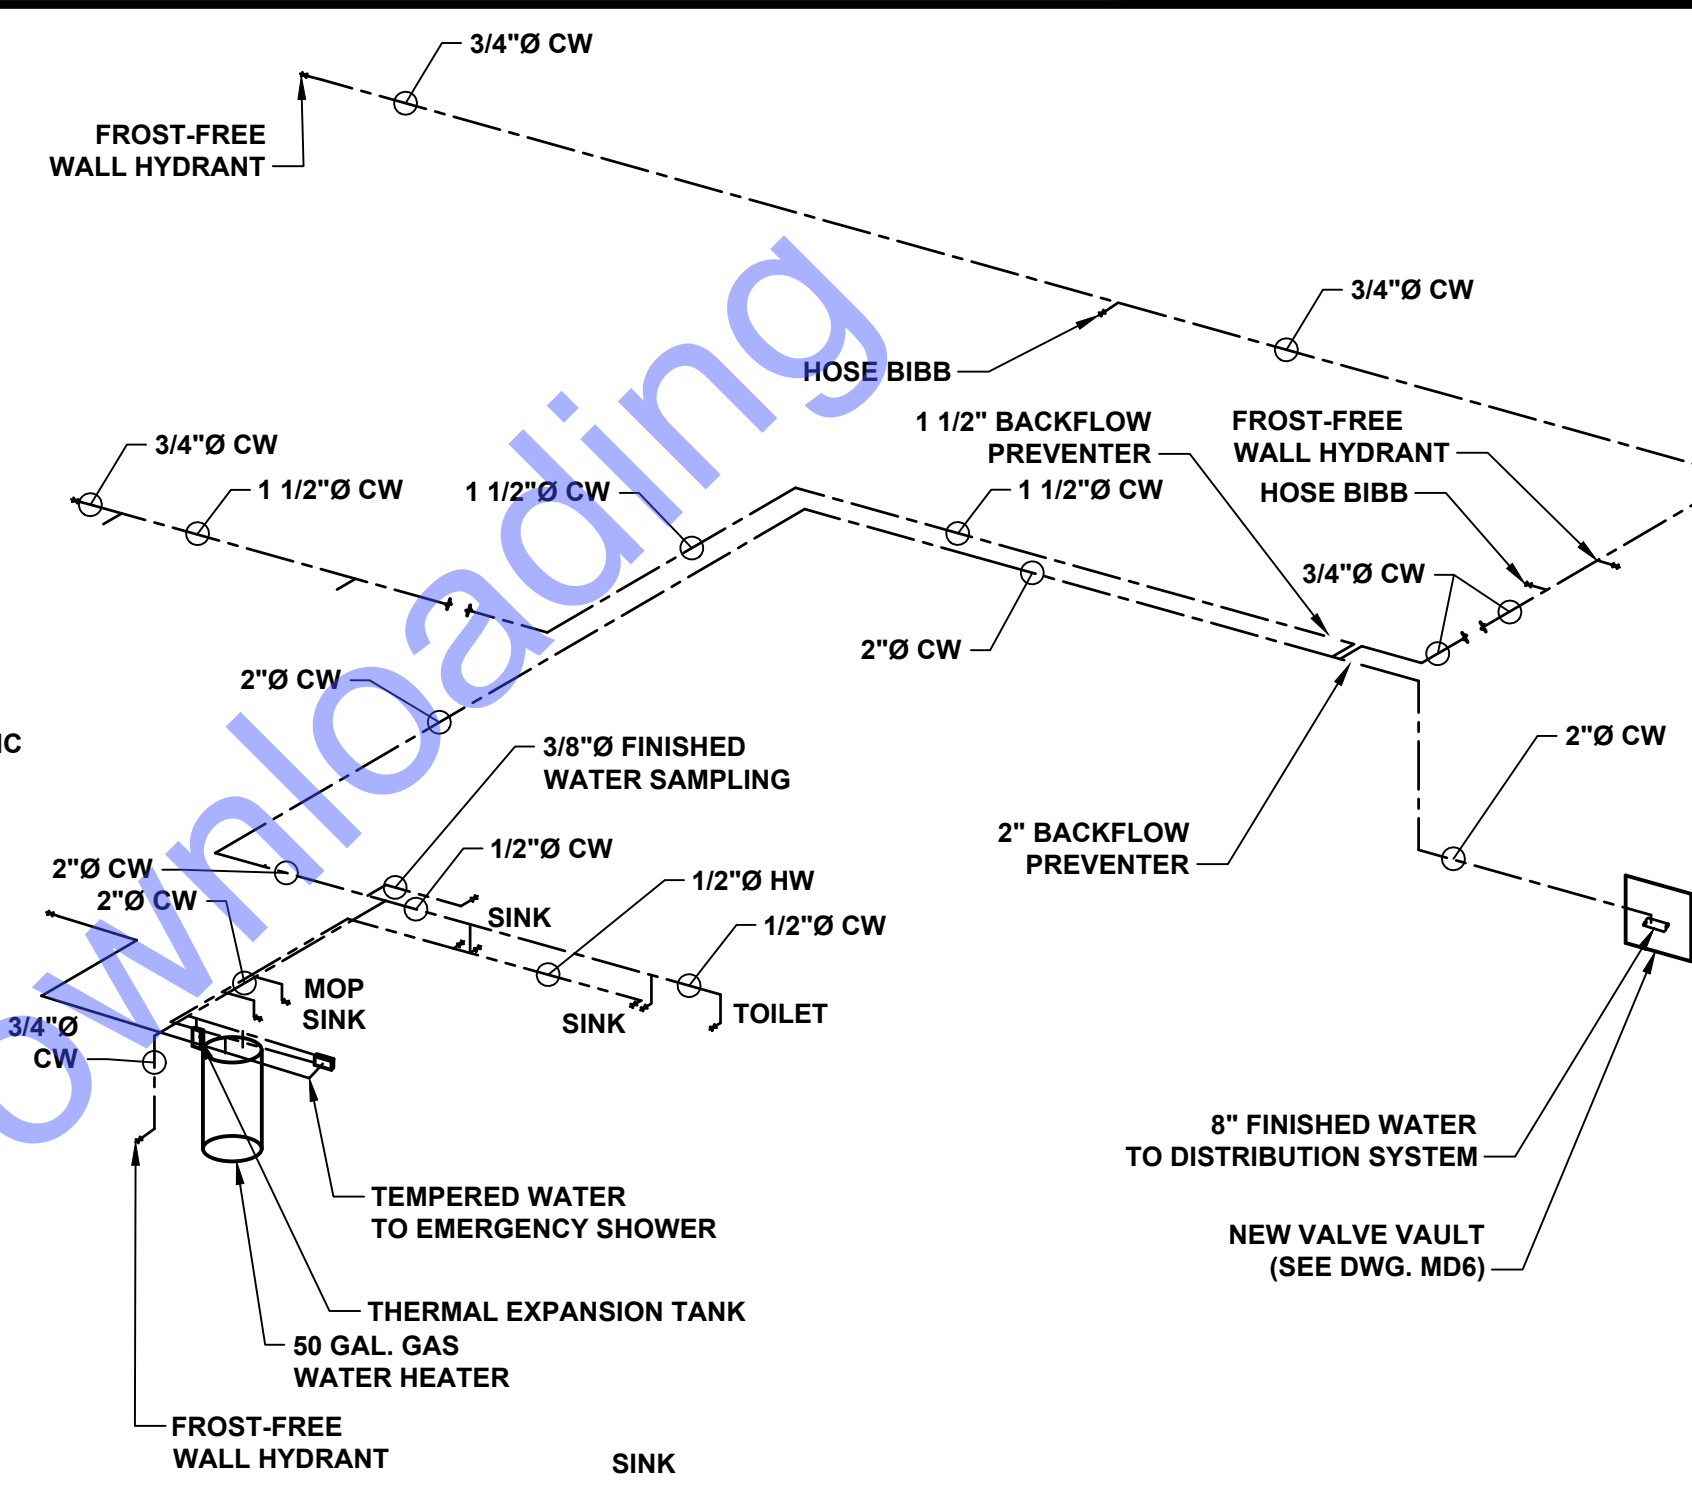 3/4"Ø CW
FROST-FREE
WALL HYDRANT
3/4"Ø CW
HOSE BIBB
1 1/2" BACKFLOW
PREVENTER
FROST-FREE
WALL HYDRANT
3/4"Ø CW
1 1/2"Ø CW
1 1/2"Ø CW
1 1/2"Ø CW
HOSE BIBB
3/4"Ø CW
2"Ø CW
2"Ø CW
IC
3/8"Ø FINISHED
WATER SAMPLING
2"Ø CW
2" BACKFLOW
PREVENTER
1/2"Ø CW
2"Ø CW
1/2"Ø HW
2"Ø CW
SINK
1/2"Ø CW
MOP
SINK
SINK
TOILET
3/4"Ø
CW
8" FINISHED WATER
TO DISTRIBUTION SYSTEM
TEMPERED WATER
TO EMERGENCY SHOWER
NEW VALVE VAULT
(SEE DWG. MD6)
THERMAL EXPANSION TANK
50 GAL. GAS
WATER HEATER
FROST-FREE
WALL HYDRANT
SINK
ownloading